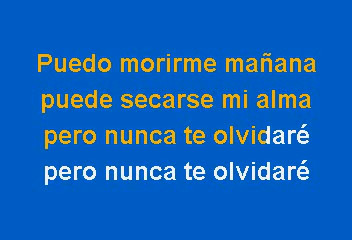 Puedo morirme mañana
puede secarse mi alma
pero nunca te olvidaré
pero nunca te olvidaré